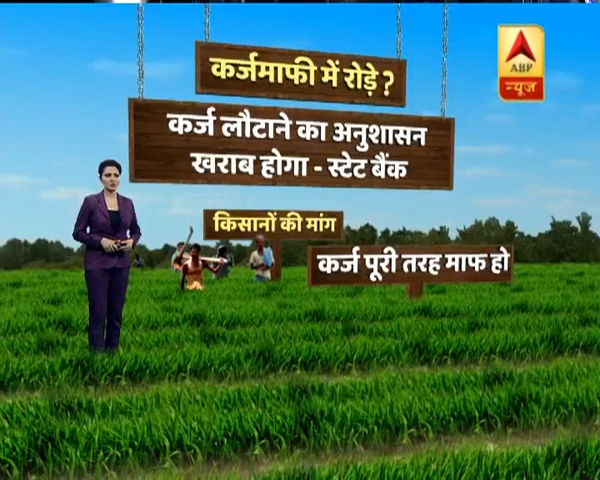 कर्जमाफी में रोड़े ?
ABP
न्यूज़
कर्ज लौटाने का अनुशासन
खराब होगा - स्टेट बैंक
किसानों की मांग
कर्ज पूरी तरह माफ हो